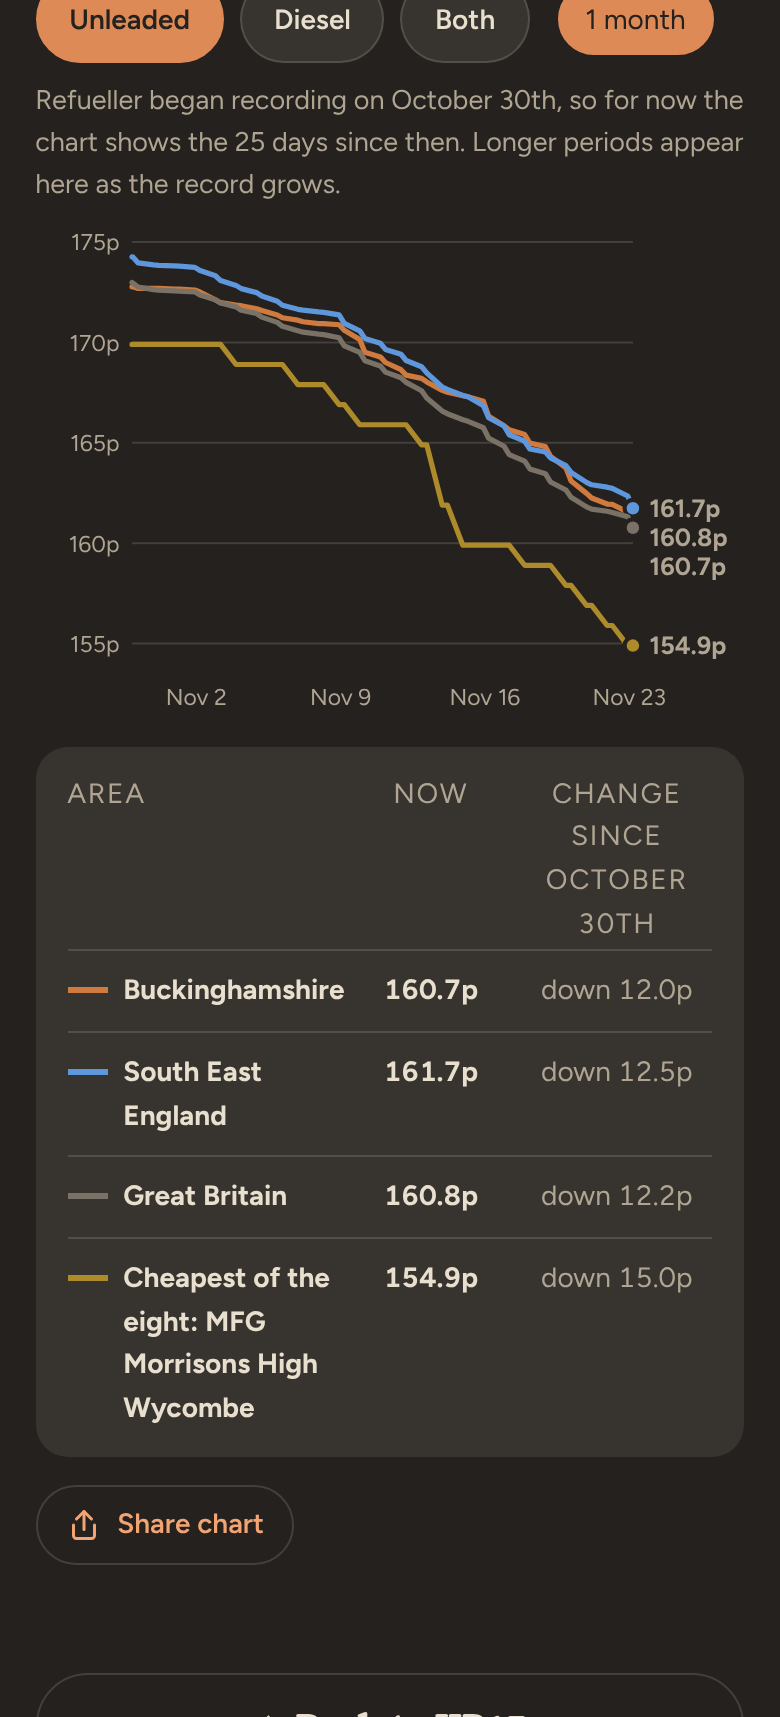 Unleaded Diesel Both 1 month
Refueller began recording on October 30th, so for now the
chart shows the 25 days since then. Longer periods appear
here as the record grows.
175p
170p
165p
160p
155p
161.7p
160.8p
160.7p
154.9p
Nov 2 Nov 9 Nov 16 Nov 23
AREA NOW CHANGE
SINCE
OCTOBER
30TH
Buckinghamshire 160.7p down 12.0p
South East 161.7p down 12.5p
England
Great Britain 160.8p down 12.2p
Cheapest of the 154.9p down 15.0p
eight: MFG
Morrisons High
Wycombe
Share chart